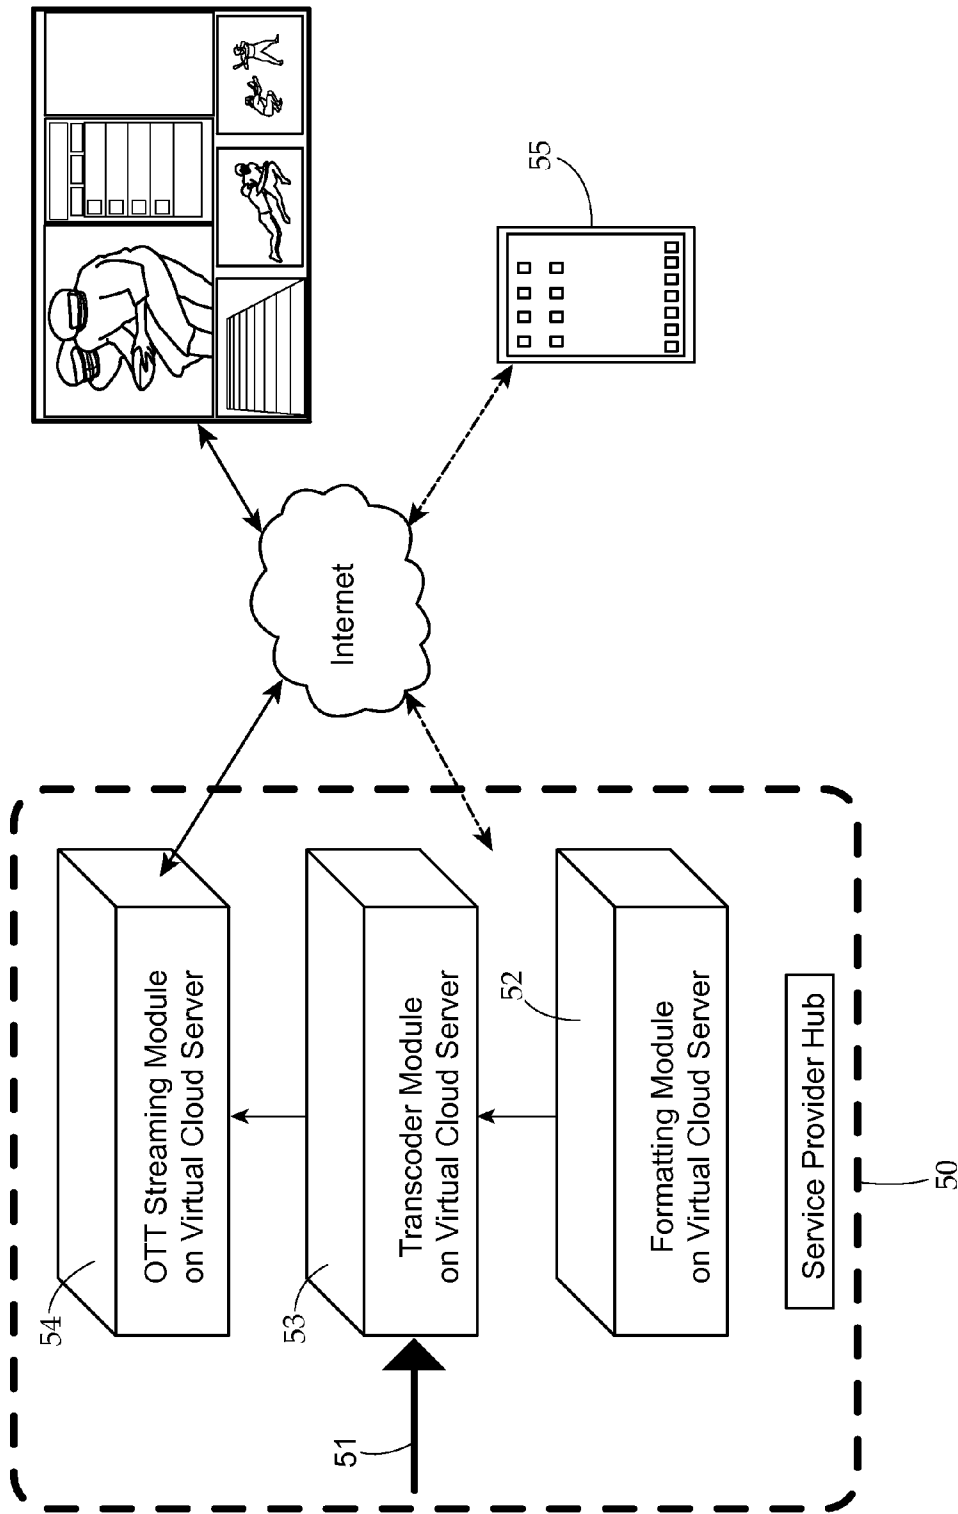 54
OTT Streaming Module
on Virtual Cloud Server
53
Transcoder Module
on Virtual Cloud Server
51
52
Formatting Module
on Virtual Cloud Server
Service Provider Hub
50
Internet
55